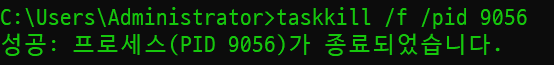 C:\Users\Administrator>taskkill /f /pid 9056
성공: 프로세스(PID 9056)가 종료되었습니다.